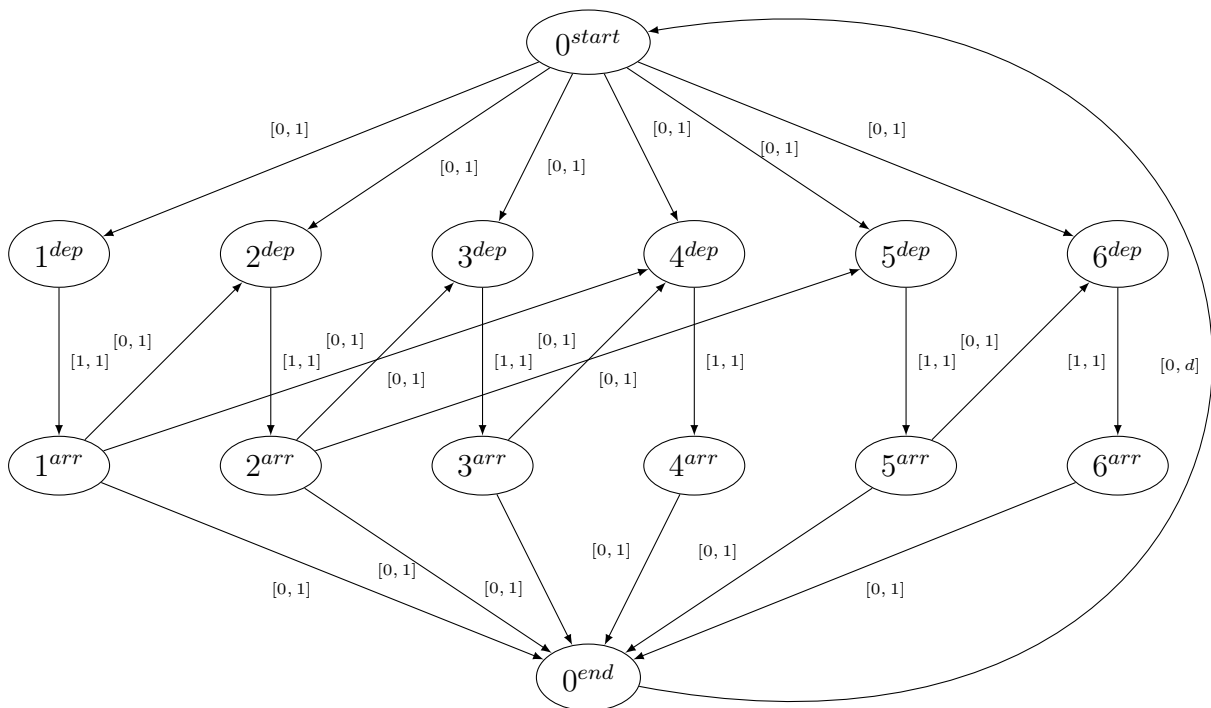 0^{start}
[0, 1] [0, 1] [0, 1] [0, 1] [0, 1] [0, 1]
1^{dep} 2^{dep} 3^{dep} 4^{dep} 5^{dep} 6^{dep}
[1, 1] [0, 1] [1, 1] [0, 1] [0, 1] [1, 1] [0, 1] [0, 1] [1, 1] [1, 1] [0, 1] [1, 1] [0, d]
1^{arr} 2^{arr} 3^{arr} 4^{arr} 5^{arr} 6^{arr}
[0, 1] [0, 1] [0, 1] [0, 1] [0, 1] [0, 1]
0^{end}